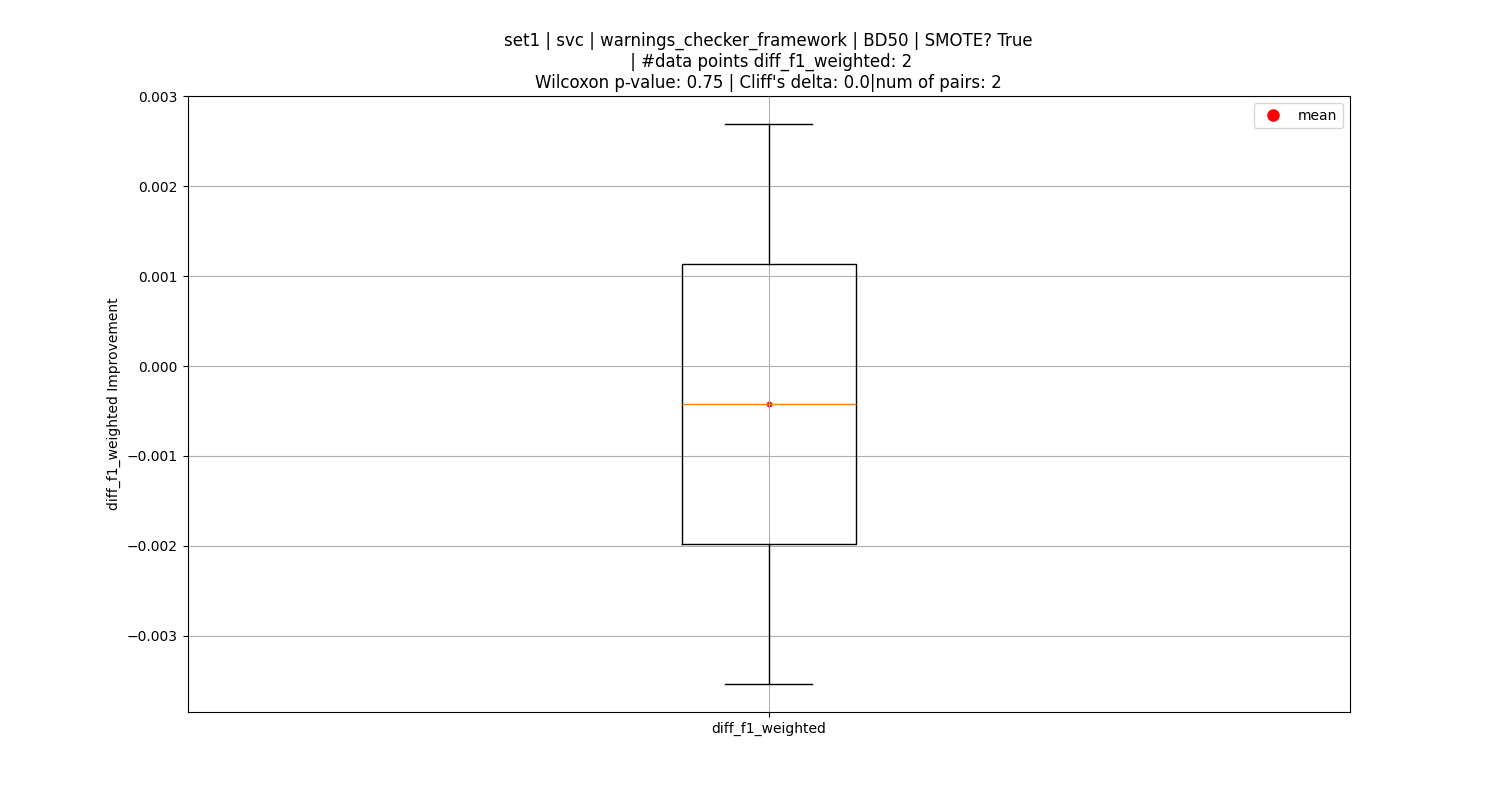 set1 | svc | warnings_checker_framework | BD50 | SMOTE? True
| #data points diff_f1_weighted: 2
Wilcoxon p-value: 0.75 | Cliff's delta: 0.0|num of pairs: 2
mean
0.003
0.002
0.001
0.000
−0.001
−0.002
−0.003
diff_f1_weighted Improvement
diff_f1_weighted